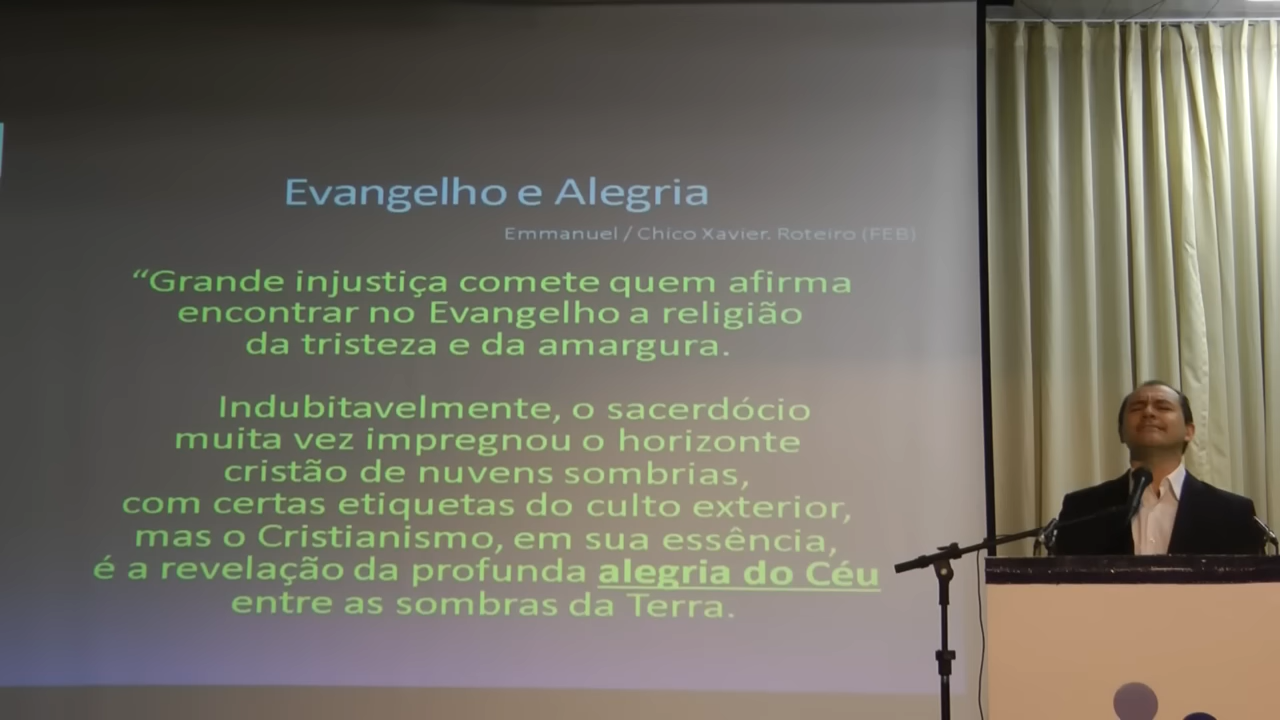 Evangelho e Alegria
Emmanuel / Chico Xavier. Roteiro (FEB)
“Grande injustiça comete quem afirma
encontrar no Evangelho a religião
da tristeza e da amargura.
Indubitavelmente, o sacerdócio
muita vez impregnou o horizonte
cristão de nuvens sombrias,
com certas etiquetas do culto exterior,
mas o Cristianismo, em sua essência,
é a revelação da profunda alegria do Céu
entre as sombras da Terra.